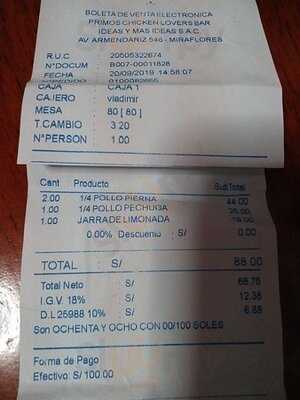 BOLETA DE VENTA ELECTRONICA
PRIMOS CHICKEN LOVERS BAR
IDEAS Y MAS IDEAS S.A.C.
AV. ARMENDARIZ 546 - MIRAFLORES
R.U.C : 20505322674
N°DOCUM : B007-00011828
FECHA : 20/09/2019 14:58:07
CAJA : CAJA 1
CAJERO : vladimir
MESA : 80 [ 80 ]
T.CAMBIO : 3.20
N°PERSON : 1.00
Cant Producto SubTotal
2.00 1/4 POLLO PIERNA 44.00
1.00 1/4 POLLO PECHUGA
1.00 JARRA DE LIMONADA
0.00% Descuento : S/ 0.00
TOTAL : S/ 88.00
Total Neto : S/ 68.75
I.G.V. 18% : S/ 12.38
D.L 25988 10% : S/ 6.88
Son OCHENTA Y OCHO CON 00/100 SOLES
Forma de Pago
Efectivo: S/ 100.00